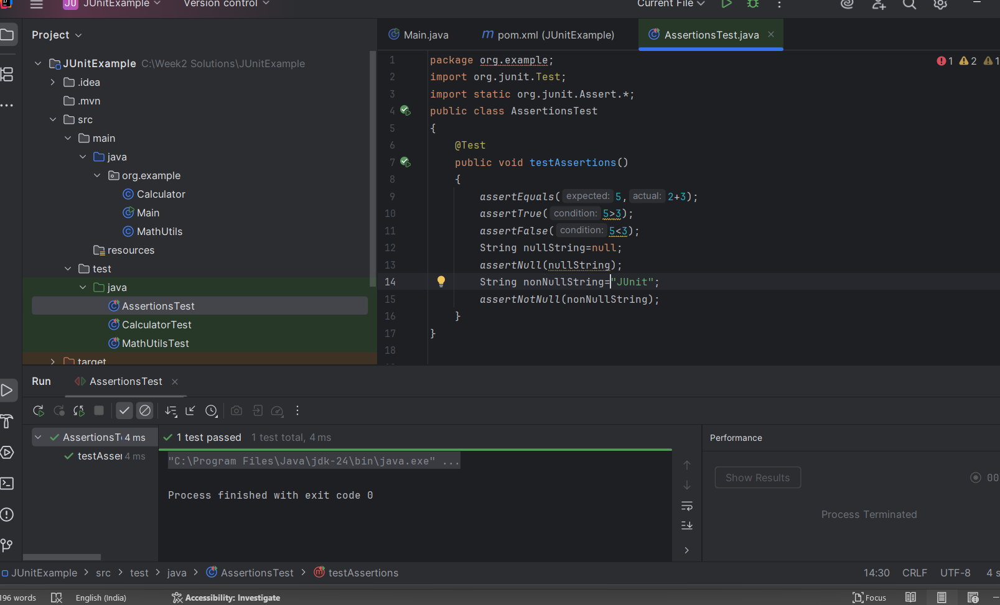 JU JUnitExample Version control Current File
Project
Main.java
m pom.xml (JUnitExample)
AssertionsTest.java
JUnitExample C:\Week2 Solutions\JUnitExample
.idea
.mvn
src
main
java
org.example
Calculator
Main
MathUtils
resources
test
java
AssertionsTest
CalculatorTest
MathUtilsTest
target
1 2 1
1 package org.example;
2 import org.junit.Test;
3 import static org.junit.Assert.*;
4 public class AssertionsTest
5 {
6 @Test
7 public void testAssertions()
8 {
9 assertEquals( expected: 5, actual: 2+3);
10 assertTrue( condition: 5>3);
11 assertFalse( condition: 5<3);
12 String nullString=null;
13 assertNull(nullString);
14 String nonNullString="JUnit";
15 assertNotNull(nonNullString);
16 }
17 }
18
Run AssertionsTest
AssertionsT 4 ms
testAsser 4 ms
1 test passed 1 test total, 4 ms
"C:\Program Files\Java\jdk-24\bin\java.exe" ...
Process finished with exit code 0
Performance
Show Results 00
Process Terminated
JUnitExample > src > test > java > AssertionsTest > testAssertions
14:30 CRLF UTF-8 4 s
196 words English (India) Accessibility: Investigate Focus